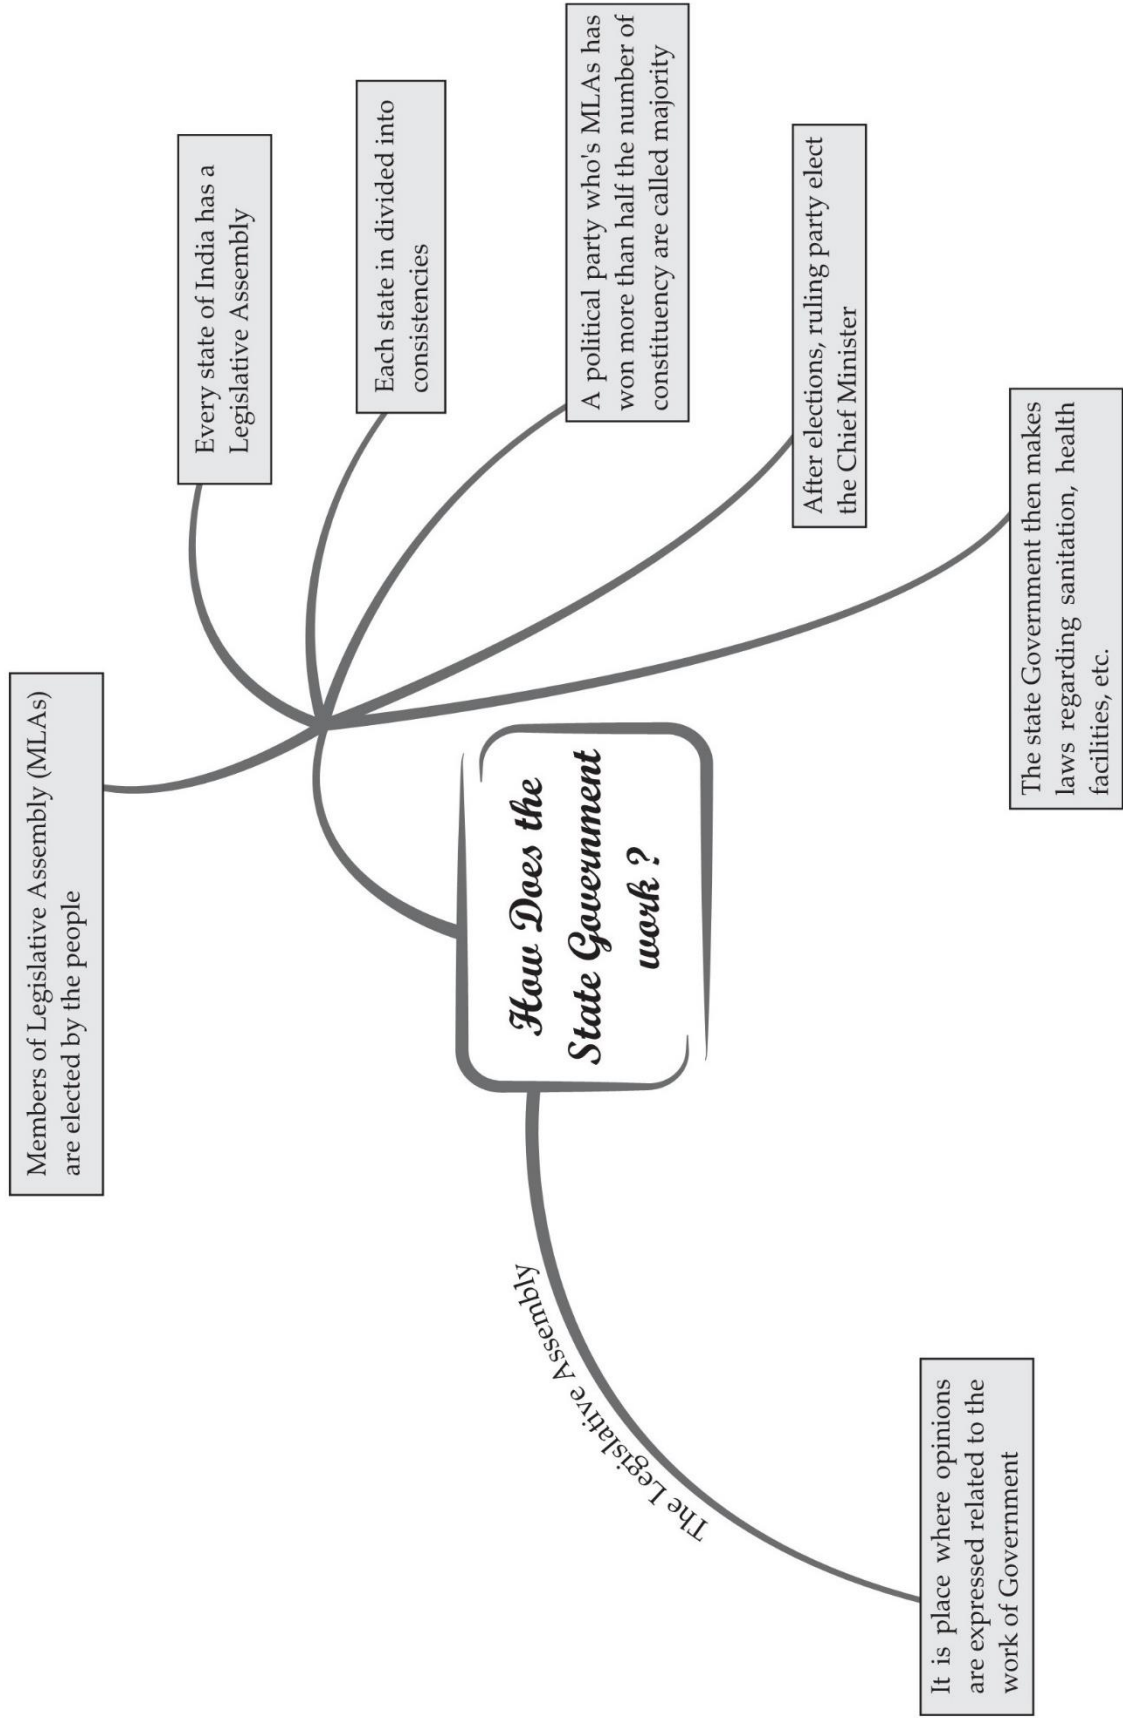 How Does the
State Government
work ?
Members of Legislative Assembly (MLAs)
are elected by the people
Every state of India has a
Legislative Assembly
Each state in divided into
consistencies
A political party who's MLAs has
won more than half the number of
constituency are called majority
After elections, ruling party elect
the Chief Minister
The state Government then makes
laws regarding sanitation, health
facilities, etc.
The Legislative Assembly
It is place where opinions
are expressed related to the
work of Government